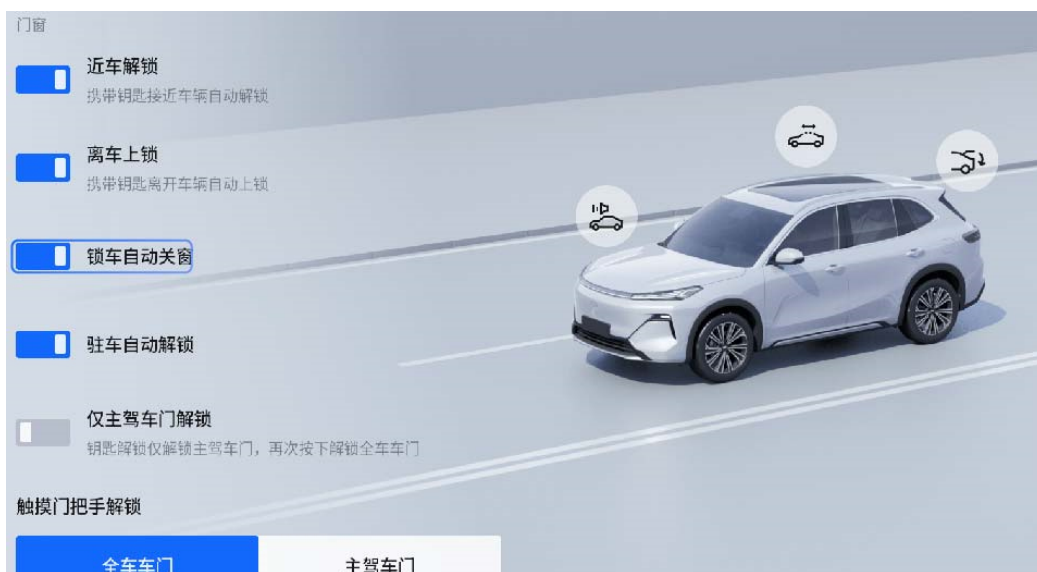 门窗
近车解锁
携带钥匙接近车辆自动解锁
离车上锁
携带钥匙离开车辆自动上锁
锁车自动关窗
驻车自动解锁
仅主驾车门解锁
钥匙解锁仅解锁主驾车门，再次按下解锁全车车门
触摸门把手解锁
全车车门
主驾车门